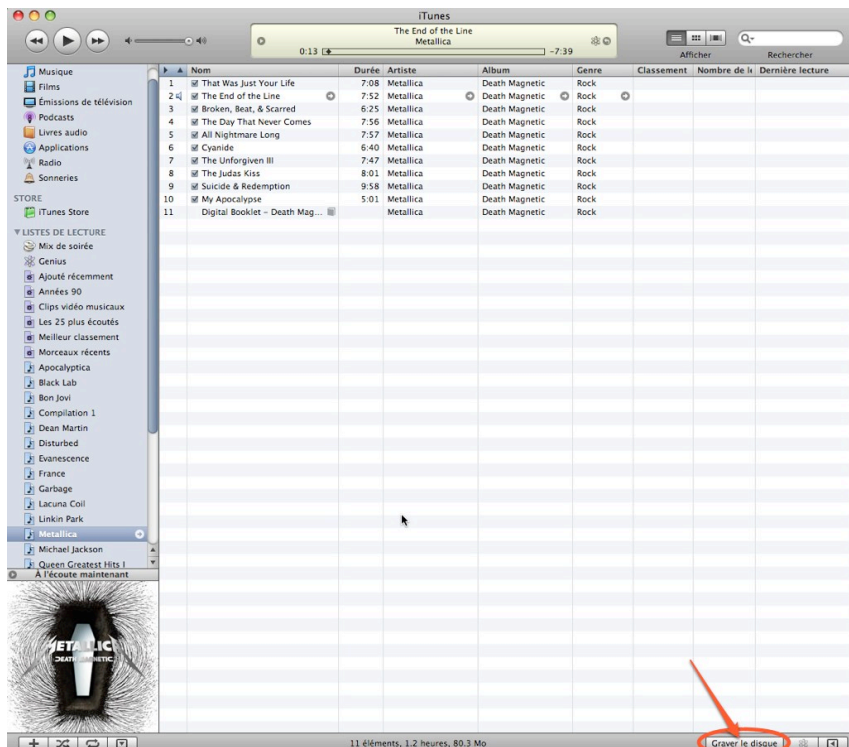 iTunes
The End of the Line
Metallica
0:13
-7:39
Afficher
Rechercher
Musique
Films
Émissions de télévision
Podcasts
Livres audio
Applications
Radio
Sonneries
STORE
iTunes Store
LISTES DE LECTURE
Mix de soirée
Genius
Ajouté récemment
Années 90
Clips vidéo musicaux
Les 25 plus écoutés
Meilleur classement
Morceaux récents
Apocalyptica
Black Lab
Bon Jovi
Compilation 1
Dean Martin
Disturbed
Evanescence
France
Garbage
Lacuna Coil
Linkin Park
Metallica
Michael Jackson
Queen Greatest Hits I
À l'écoute maintenant
METALLIC
DEATH MAGNETIC
Nom Durée Artiste Album Genre Classement Nombre de le Dernière lecture
1 That Was Just Your Life 7:08 Metallica Death Magnetic Rock
2 The End of the Line 7:52 Metallica Death Magnetic Rock
3 Broken, Beat, & Scarred 6:25 Metallica Death Magnetic Rock
4 The Day That Never Comes 7:56 Metallica Death Magnetic Rock
5 All Nightmare Long 7:57 Metallica Death Magnetic Rock
6 Cyanide 6:40 Metallica Death Magnetic Rock
7 The Unforgiven III 7:47 Metallica Death Magnetic Rock
8 The Judas Kiss 8:01 Metallica Death Magnetic Rock
9 Suicide & Redemption 9:58 Metallica Death Magnetic Rock
10 My Apocalypse 5:01 Metallica Death Magnetic Rock
11 Digital Booklet – Death Mag... Metallica Death Magnetic Rock
11 éléments, 1.2 heures, 80.3 Mo
Graver le disque